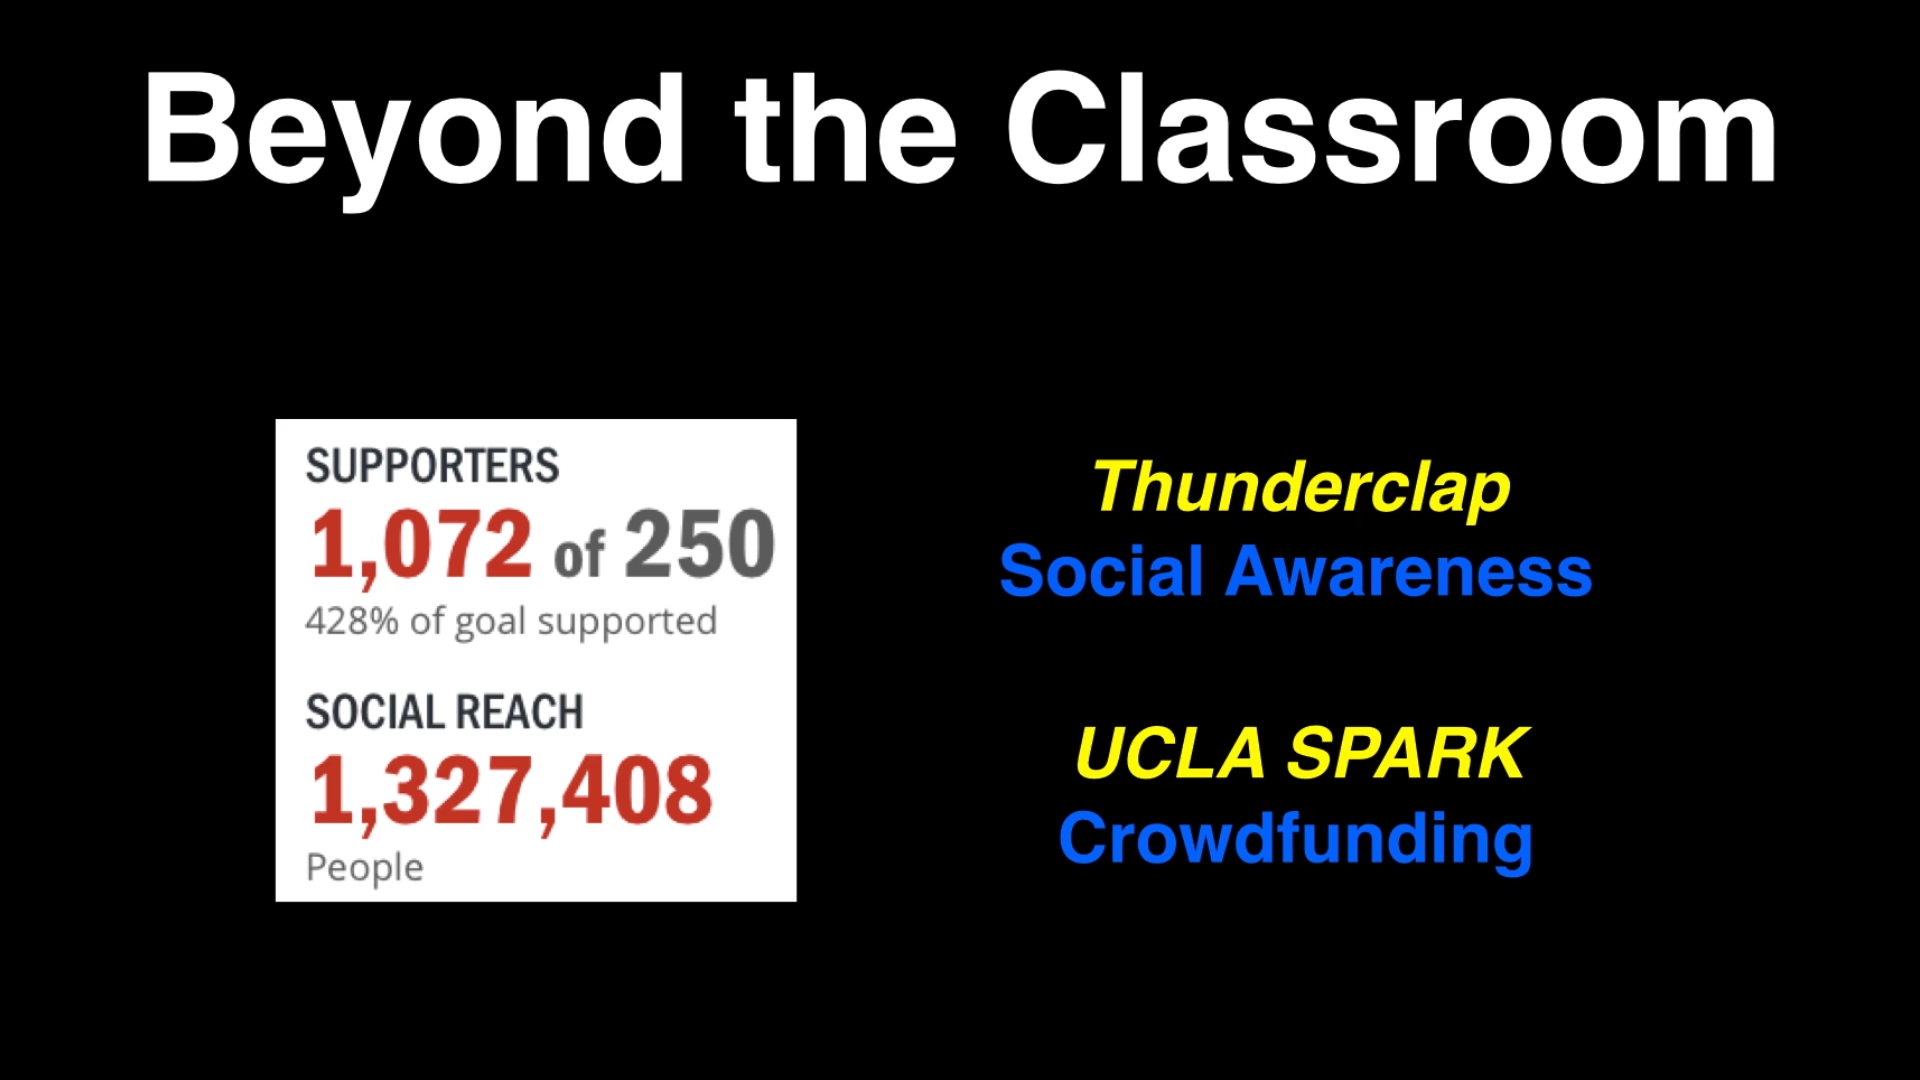 Beyond the Classroom
SUPPORTERS
1,072 of 250
428% of goal supported
SOCIAL REACH
1,327,408
People
Thunderclap
Social Awareness
UCLA SPARK
Crowdfunding